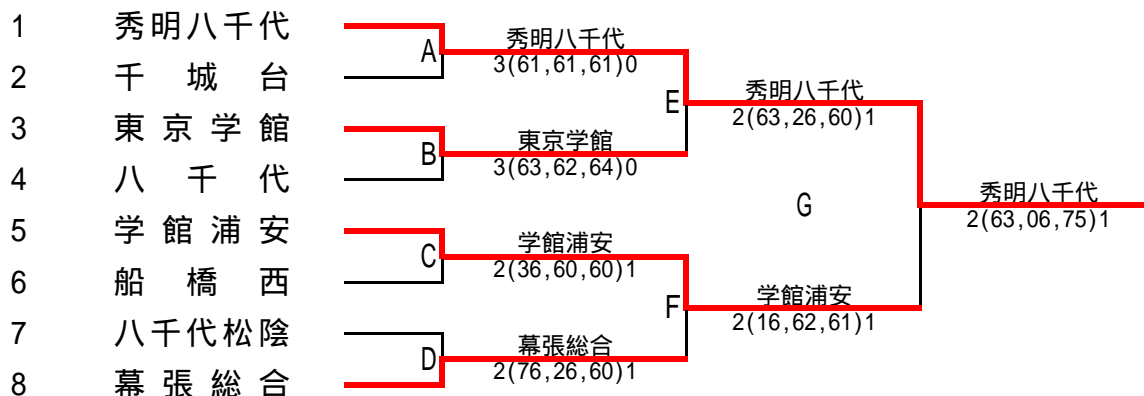 1 秀明八千代
2 千城台
3 東京学館
4 八千代
5 学館浦安
6 船橋西
7 八千代松陰
8 幕張総合
A
秀明八千代
3(61,61,61)0
B
東京学館
3(63,62,64)0
C
学館浦安
2(36,60,60)1
D
幕張総合
2(76,26,60)1
E
秀明八千代
2(63,26,60)1
F
学館浦安
2(16,62,61)1
G
秀明八千代
2(63,06,75)1